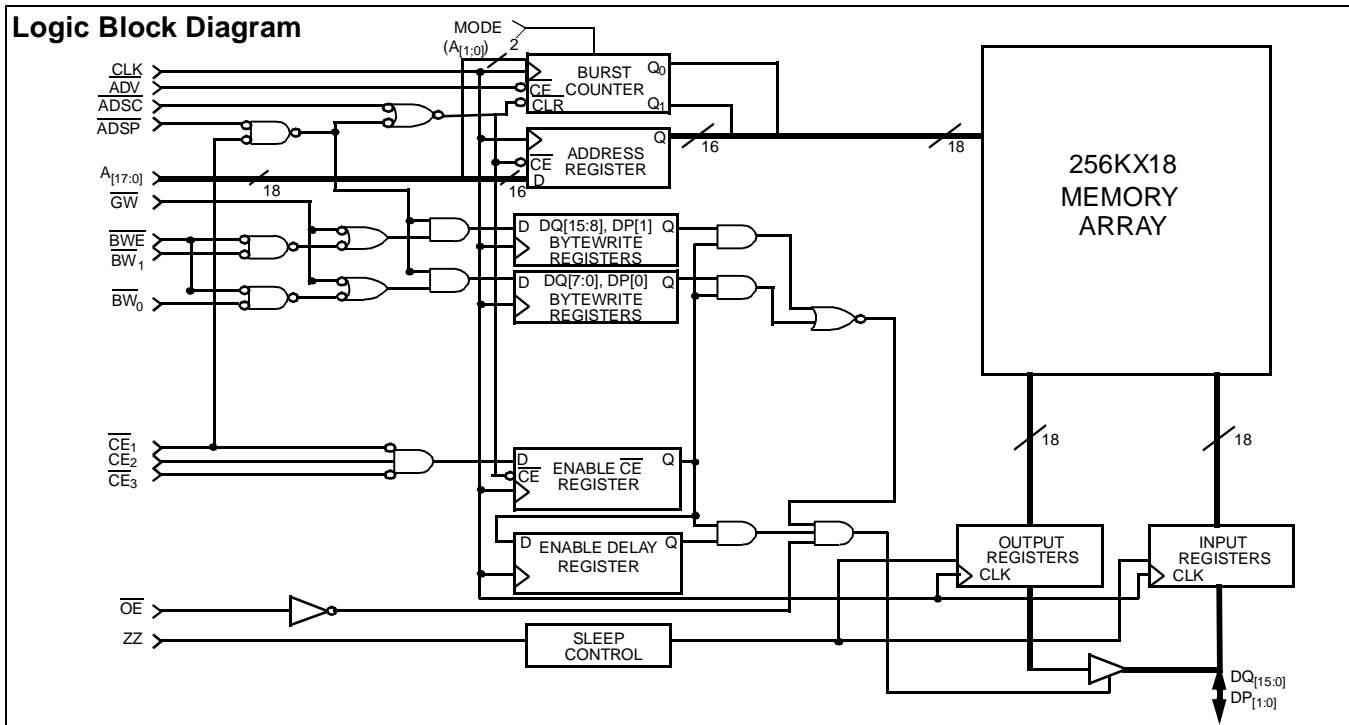 Logic Block Diagram
MODE
(A[1;0])
2
CLK
ADV
ADSC
ADSP
A[17:0]
18
GW
BWE
BW1
BW0
CE1
CE2
CE3
OE
ZZ
BURST
COUNTER
CE
CLR
Q0
Q1
ADDRESS
REGISTER
CE
D
Q
16
16
18
D DQ[15:8], DP[1] Q
BYTEWRITE
REGISTERS
D DQ[7:0], DP[0] Q
BYTEWRITE
REGISTERS
D ENABLE CE Q
CE REGISTER
D ENABLE DELAY Q
REGISTER
SLEEP
CONTROL
256KX18
MEMORY
ARRAY
18
18
OUTPUT
REGISTERS
CLK
INPUT
REGISTERS
CLK
DQ[15:0]
DP[1:0]